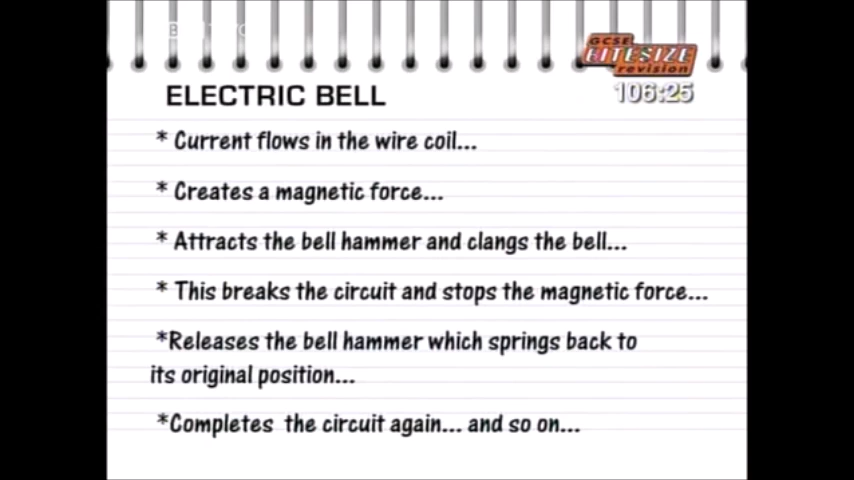 GCSE
BITESIZE
revision
106:25
ELECTRIC BELL
* Current flows in the wire coil...
* Creates a magnetic force...
* Attracts the bell hammer and clangs the bell...
* This breaks the circuit and stops the magnetic force...
*Releases the bell hammer which springs back to
its original position...
*Completes the circuit again... and so on...